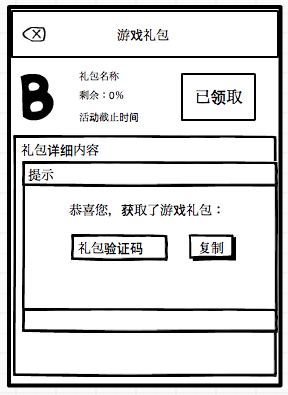 游戏礼包
B
礼包名称
剩余：0%
活动截止时间
已领取
礼包详细内容
提示
恭喜您，获取了游戏礼包：
礼包验证码
复制